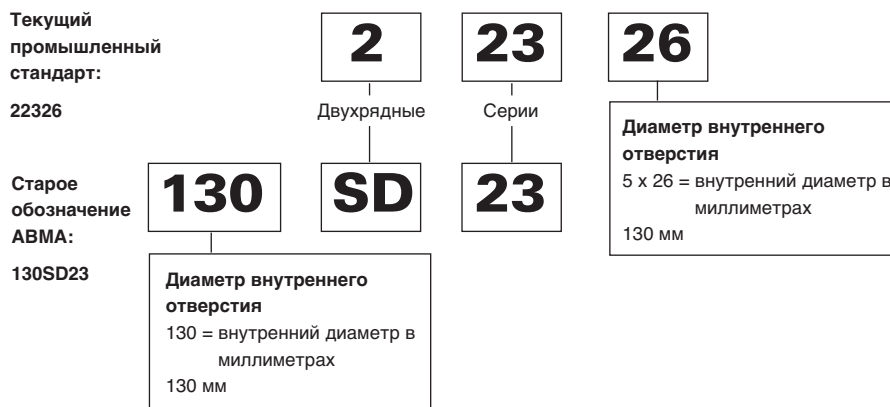 Текущий
промышленный
стандарт:
22326
2
23
26
Двухрядные
Серии
Диаметр внутреннего
отверстия
5 x 26 = внутренний диаметр в
миллиметрах
130 мм
Старое
обозначение
ABMA:
130SD23
130
SD
23
Диаметр внутреннего
отверстия
130 = внутренний диаметр в
миллиметрах
130 мм